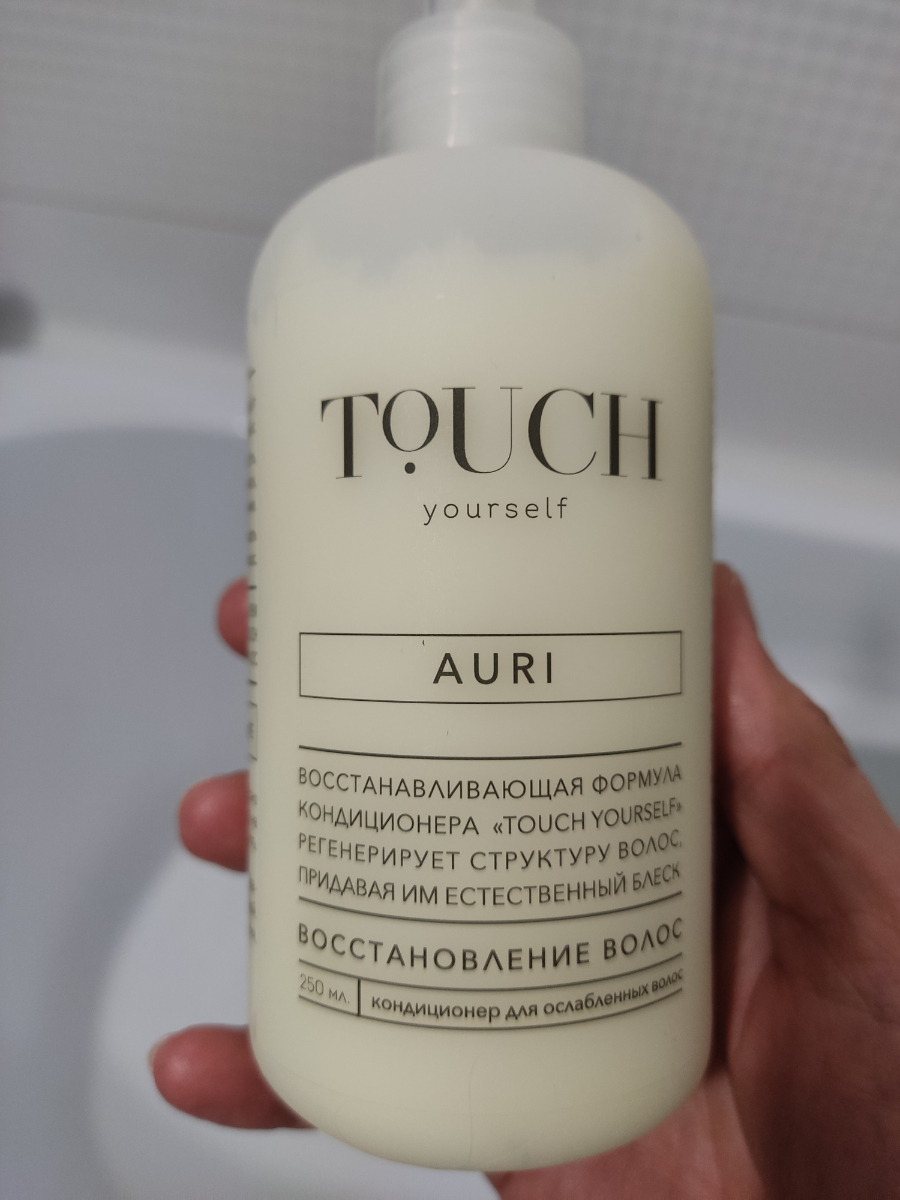 TOUCH
yourself
AURI
ВОССТАНАВЛИВАЮЩАЯ ФОРМУЛА
КОНДИЦИОНЕРА «TOUCH YOURSELF»
РЕГЕНЕРИРУЕТ СТРУКТУРУ ВОЛОС,
ПРИДАВАЯ ИМ ЕСТЕСТВЕННЫЙ БЛЕСК
ВОССТАНОВЛЕНИЕ ВОЛОС
250 мл. кондиционер для ослабленных волос